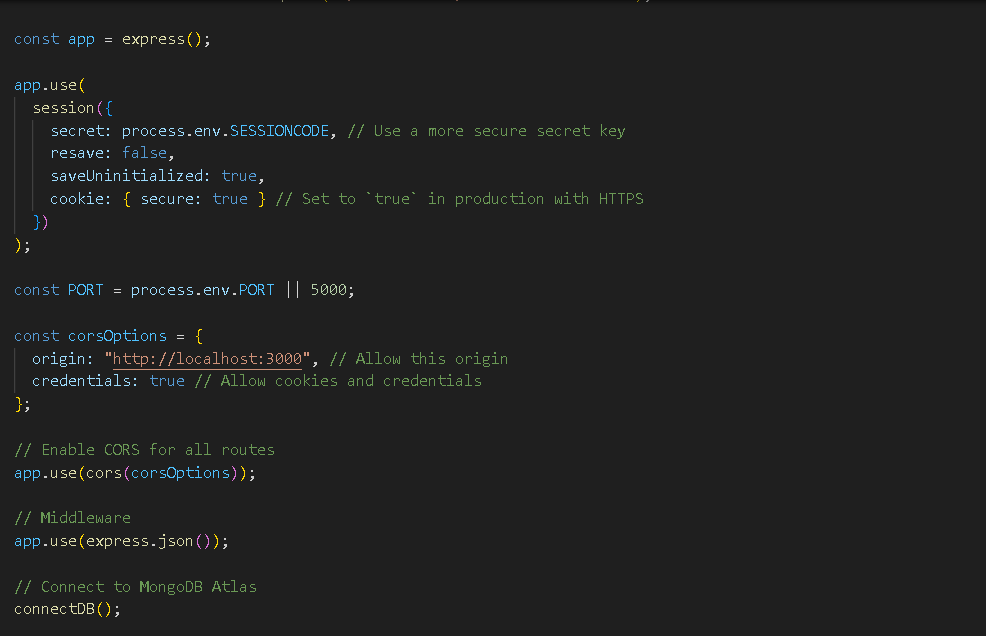 const app = express();
app.use(
session({
secret: process.env.SESSIONCODE, // Use a more secure secret key
resave: false,
saveUninitialized: true,
cookie: { secure: true } // Set to `true` in production with HTTPS
})
);
const PORT = process.env.PORT || 5000;
const corsOptions = {
origin: "http://localhost:3000", // Allow this origin
credentials: true // Allow cookies and credentials
};
// Enable CORS for all routes
app.use(cors(corsOptions));
// Middleware
app.use(express.json());
// Connect to MongoDB Atlas
connectDB();